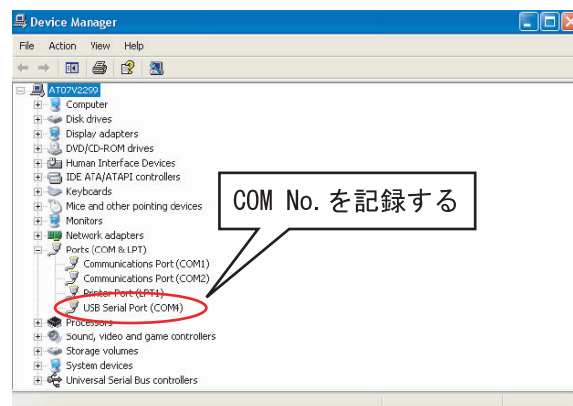 Device Manager
File Action View Help
AT07V2299
Computer
Disk drives
Display adapters
DVD/CD-ROM drives
Human Interface Devices
IDE ATA/ATAPI controllers
Keyboards
Mice and other pointing devices
Monitors
Network adapters
Ports (COM & LPT)
Communications Port (COM1)
Communications Port (COM2)
Printer Port (LPT1)
USB Serial Port (COM4)
Processors
Sound, video and game controllers
Storage volumes
System devices
Universal Serial Bus controllers
COM No.を記録する